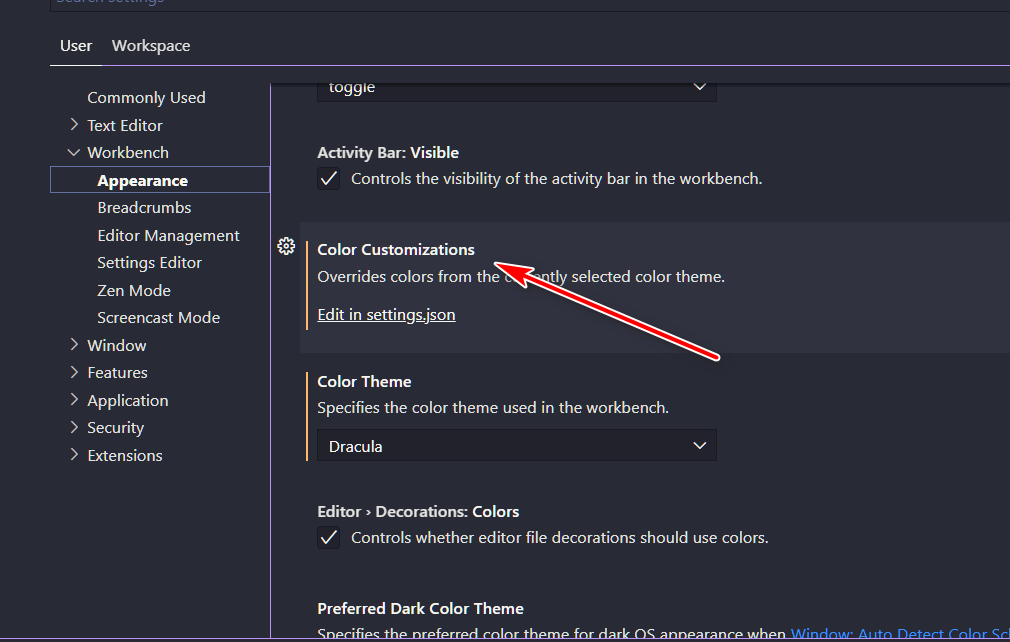 Search settings
User Workspace
Commonly Used
Text Editor
Workbench
Appearance
Breadcrumbs
Editor Management
Settings Editor
Zen Mode
Screencast Mode
Window
Features
Application
Security
Extensions
toggle
Activity Bar: Visible
Controls the visibility of the activity bar in the workbench.
Color Customizations
Overrides colors from the currently selected color theme.
Edit in settings.json
Color Theme
Specifies the color theme used in the workbench.
Dracula
Editor › Decorations: Colors
Controls whether editor file decorations should use colors.
Preferred Dark Color Theme
Specifies the preferred color theme for dark OS appearance when Window: Auto Detect Color Sc